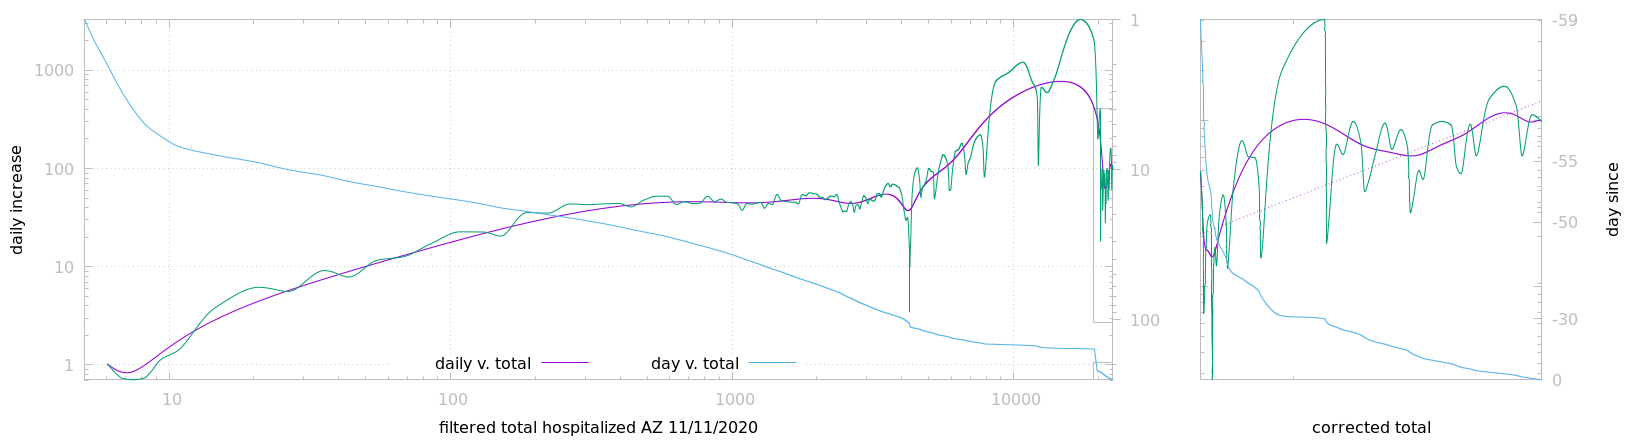 daily increase
1000
100
10
1
10
100
1000
10000
1
10
100
daily v. total
day v. total
filtered total hospitalized AZ 11/11/2020
-59
-55
-50
-30
0
day since
corrected total